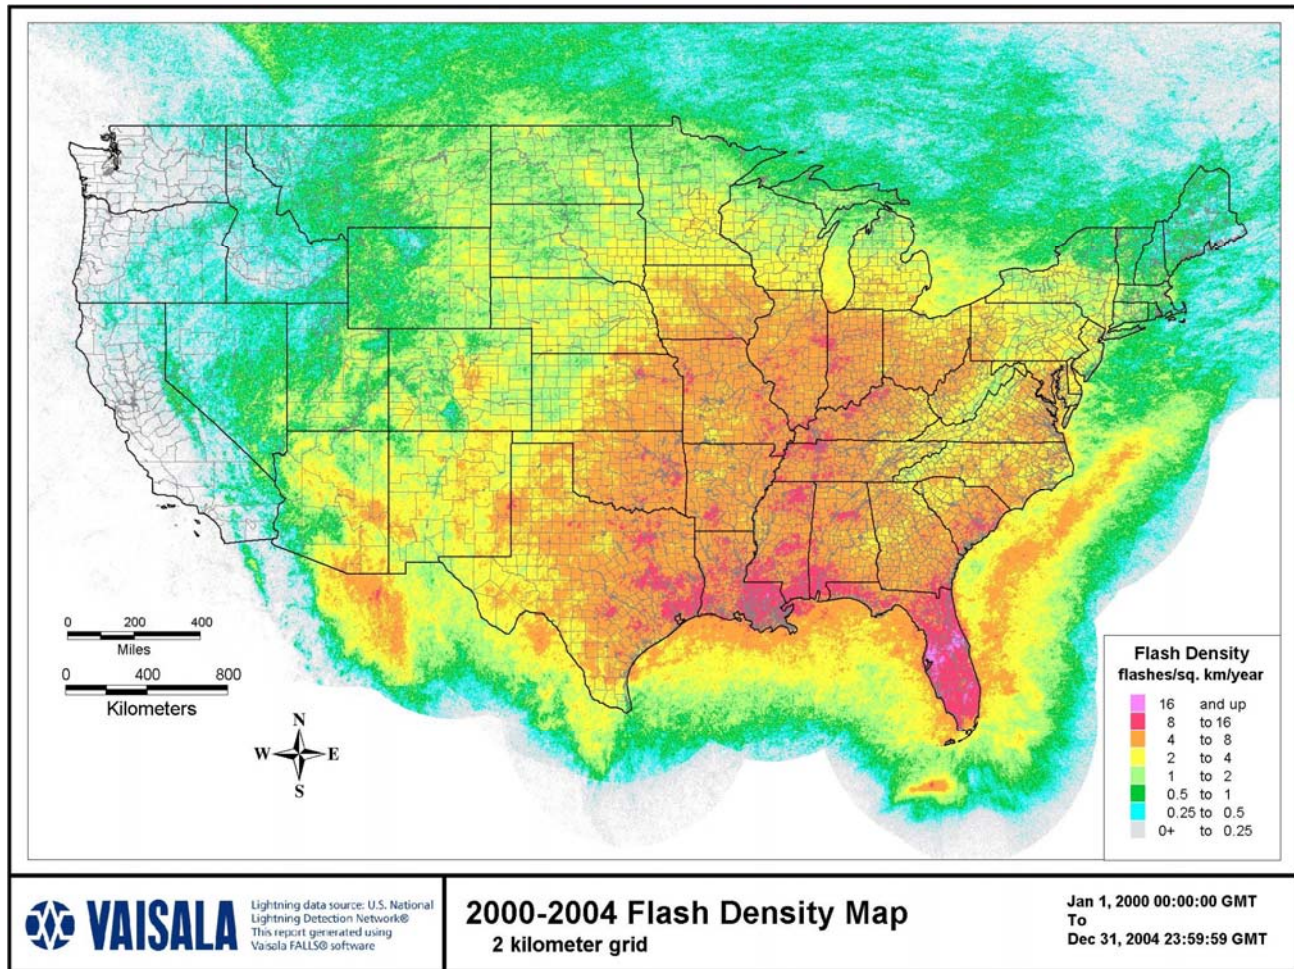 0 200 400
Miles
0 400 800
Kilometers
N
W E
S
Flash Density
flashes/sq. km/year
16 and up
8 to 16
4 to 8
2 to 4
1 to 2
0.5 to 1
0.25 to 0.5
0+ to 0.25
VAISALA
Lightning data source: U.S. National
Lightning Detection Network®
This report generated using
Vaisala FALLS® software
2000-2004 Flash Density Map
2 kilometer grid
Jan 1, 2000 00:00:00 GMT
To
Dec 31, 2004 23:59:59 GMT